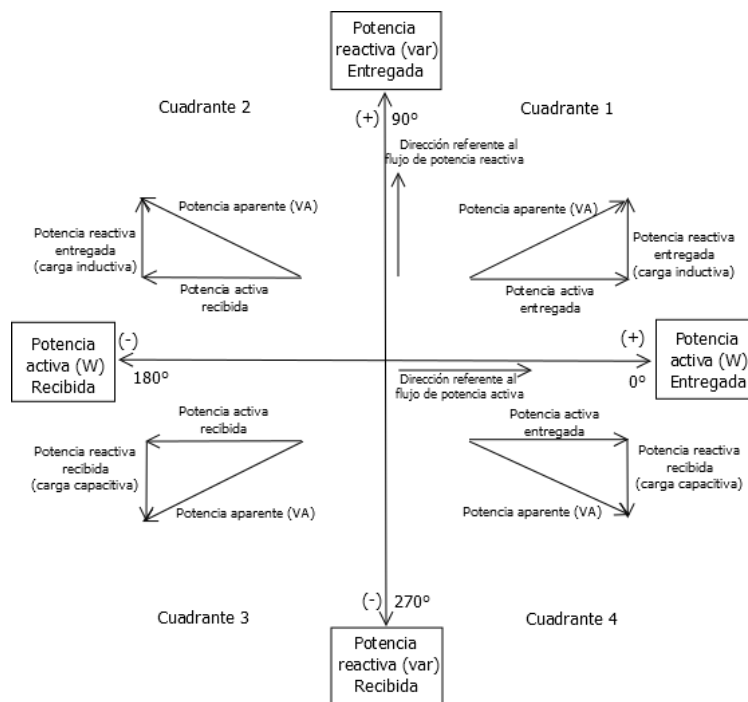 Potencia
reactiva (var)
Entregada
Cuadrante 2
Cuadrante 1
(+)
90º
Dirección referente al
flujo de potencia reactiva
Potencia aparente (VA)
Potencia reactiva
entregada
(carga inductiva)
Potencia activa
recibida
Potencia aparente (VA)
Potencia reactiva
entregada
(carga inductiva)
Potencia activa
entregada
Potencia
activa (W)
Recibida
(-)
180º
(+)
0º
Potencia
activa (W)
Entregada
Dirección referente al
flujo de potencia activa
Potencia activa
recibida
Potencia reactiva
recibida
(carga capacitiva)
Potencia aparente (VA)
Potencia activa
entregada
Potencia reactiva
recibida
(carga capacitiva)
Potencia aparente (VA)
Cuadrante 3
(-)
270º
Cuadrante 4
Potencia
reactiva (var)
Recibida